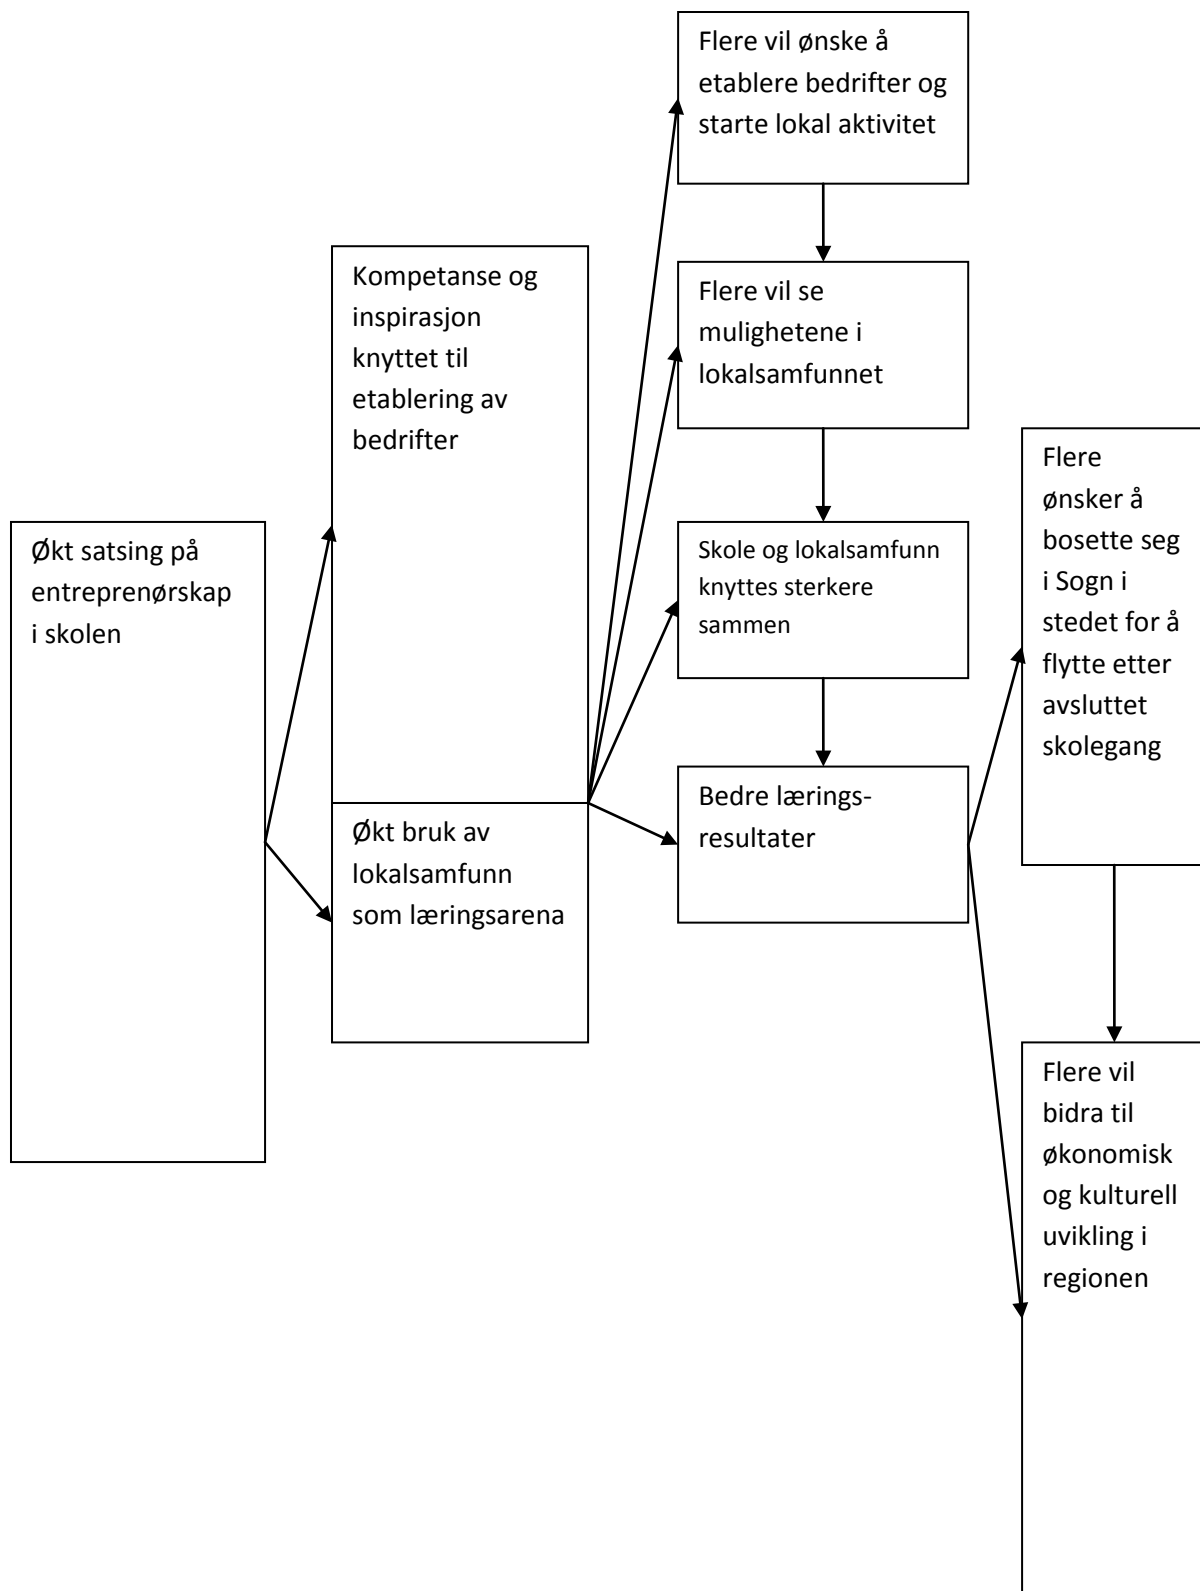 Økt satsing på
entreprenørskap
i skolen
Kompetanse og
inspirasjon
knyttet til
etablering av
bedrifter
Økt bruk av
lokalsamfunn
som læringsarena
Flere vil ønske å
etablere bedrifter og
starte lokal aktivitet
Flere vil se
mulighetene i
lokalsamfunnet
Skole og lokalsamfunn
knyttes sterkere
sammen
Bedre lærings-
resultater
Flere
ønsker å
bosette seg
i Sogn i
stedet for å
flytte etter
avsluttet
skolegang
Flere vil
bidra til
økonomisk
og kulturell
uvikling i
regionen